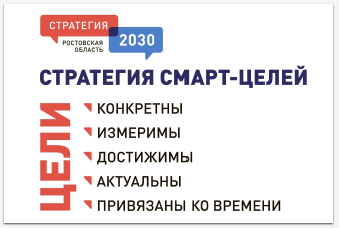 СТРАТЕГИЯ
РОСТОВСКАЯ
ОБЛАСТЬ
2030
СТРАТЕГИЯ СМАРТ-ЦЕЛЕЙ
ЦЕЛИ
КОНКРЕТНЫ
ИЗМЕРИМЫ
ДОСТИЖИМЫ
АКТУАЛЬНЫ
ПРИВЯЗАНЫ КО ВРЕМЕНИ